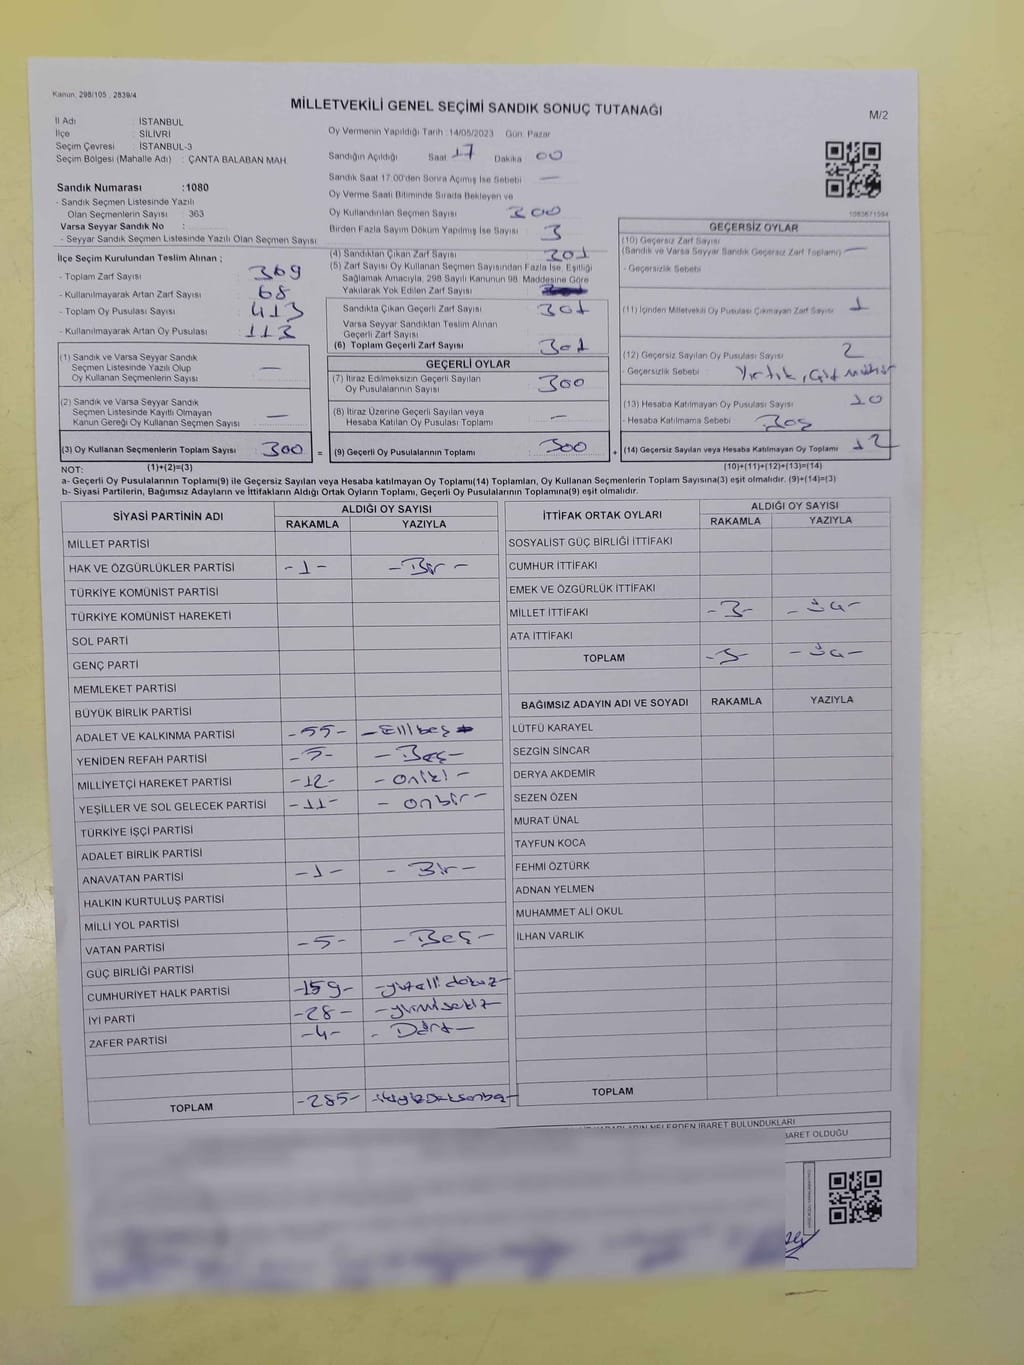 Kanun: 298/105 , 2839/4
MİLLETVEKİLİ GENEL SEÇİMİ SANDIK SONUÇ TUTANAĞI
M/2
İl Adı : İSTANBUL
İlçe : SİLİVRİ
Seçim Çevresi : İSTANBUL-3
Seçim Bölgesi (Mahalle Adı) : ÇANTA BALABAN MAH
Sandık Numarası :1080
- Sandık Seçmen Listesinde Yazılı
Olan Seçmenlerin Sayısı : 363
Varsa Seyyar Sandık No :
- Seyyar Sandık Seçmen Listesinde Yazılı Olan Seçmen Sayısı
İlçe Seçim Kurulundan Teslim Alınan ;
- Toplam Zarf Sayısı : 369
- Kullanılmayarak Artan Zarf Sayısı : 68
- Toplam Oy Pusulası Sayısı : 413
- Kullanılmayarak Artan Oy Pusulası : 113
Oy Vermenin Yapıldığı Tarih : 14/05/2023 Gün: Pazar
Sandığın Açıldığı Saat 17 Dakika 00
Sandık Saat 17.00'den Sonra Açımış İse Sebebi —
Oy Verme Saati Bitiminde Sırada Bekleyen ve
Oy Kullandırılan Seçmen Sayısı 300
Birden Fazla Sayım Döküm Yapılmış İse Sayısı 3
(4) Sandıktan Çıkan Zarf Sayısı 301
(5) Zarf Sayısı Oy Kullanan Seçmen Sayısından Fazla İse, Eşitliği
Sağlamak Amacıyla, 298 Sayılı Kanunun 98. Maddesine Göre
Yakılarak Yok Edilen Zarf Sayısı
Sandıkta Çıkan Geçerli Zarf Sayısı 301
Varsa Seyyar Sandıktan Teslim Alınan
Geçerli Zarf Sayısı
(6) Toplam Geçerli Zarf Sayısı 301
1083671594
GEÇERSİZ OYLAR
(10) Geçersiz Zarf Sayısı
(Sandık ve Varsa Seyyar Sandık Geçersiz Zarf Toplamı) —
- Geçersizlik Sebebi
(11) İçinden Milletvekili Oy Pusulası Çıkmayan Zarf Sayısı 1
(12) Geçersiz Sayılan Oy Pusulası Sayısı 2
- Geçersizlik Sebebi Yırtık, Çift mühür
(13) Hesaba Katılmayan Oy Pusulası Sayısı 10
- Hesaba Katılmama Sebebi Boş
(14) Geçersiz Sayılan veya Hesaba Katılmayan Oy Toplamı 12
(10)+(11)+(12)+(13)=(14)
(1) Sandık ve Varsa Seyyar Sandık
Seçmen Listesinde Yazılı Olup
Oy Kullanan Seçmenlerin Sayısı —
(2) Sandık ve Varsa Seyyar Sandık
Seçmen Listesinde Kayıtlı Olmayan
Kanun Gereği Oy Kullanan Seçmen Sayısı —
(3) Oy Kullanan Seçmenlerin Toplam Sayısı 300 =
GEÇERLİ OYLAR
(7) İtiraz Edilmeksizin Geçerli Sayılan
Oy Pusulalarının Sayısı 300
(8) İtiraz Üzerine Geçerli Sayılan veya
Hesaba Katılan Oy Pusulası Toplamı —
(9) Geçerli Oy Pusulalarının Toplamı 300 +
NOT: (1)+(2)=(3)
a- Geçerli Oy Pusulalarının Toplamı(9) ile Geçersiz Sayılan veya Hesaba katılmayan Oy Toplamı(14) Toplamları, Oy Kullanan Seçmenlerin Toplam Sayısına(3) eşit olmalıdır. (9)+(14)=(3)
b- Siyasi Partilerin, Bağımsız Adayların ve İttifakların Aldığı Ortak Oyların Toplamı, Geçerli Oy Pusulalarının Toplamına(9) eşit olmalıdır.
SİYASİ PARTİNİN ADI ALDIĞI OY SAYISI
RAKAMLA YAZIYLA
MİLLET PARTİSİ
HAK VE ÖZGÜRLÜKLER PARTİSİ -1- -Bir-
TÜRKİYE KOMÜNİST PARTİSİ
TÜRKİYE KOMÜNİST HAREKETİ
SOL PARTİ
GENÇ PARTİ
MEMLEKET PARTİSİ
BÜYÜK BİRLİK PARTİSİ
ADALET VE KALKINMA PARTİSİ -55- -Ellibeş-
YENİDEN REFAH PARTİSİ -5- -Beş-
MİLLİYETÇİ HAREKET PARTİSİ -12- -oniki-
YEŞİLLER VE SOL GELECEK PARTİSİ -11- -onbir-
TÜRKİYE İŞÇİ PARTİSİ
ADALET BİRLİK PARTİSİ
ANAVATAN PARTİSİ -1- -Bir-
HALKIN KURTULUŞ PARTİSİ
MİLLİ YOL PARTİSİ
VATAN PARTİSİ -5- -Beş-
GÜÇ BİRLİĞİ PARTİSİ
CUMHURİYET HALK PARTİSİ -159- -yüzellidokuz-
İYİ PARTİ -28- -yirmisekiz-
ZAFER PARTİSİ -4- -Dört-
TOPLAM -285-
İTTİFAK ORTAK OYLARI ALDIĞI OY SAYISI
RAKAMLA YAZIYLA
SOSYALİST GÜÇ BİRLİĞİ İTTİFAKI
CUMHUR İTTİFAKI
EMEK VE ÖZGÜRLÜK İTTİFAKI
MİLLET İTTİFAKI -3- -üç-
ATA İTTİFAKI
TOPLAM -3- -üç-
BAĞIMSIZ ADAYIN ADI VE SOYADI RAKAMLA YAZIYLA
LÜTFÜ KARAYEL
SEZGİN SİNCAR
DERYA AKDEMİR
SEZEN ÖZEN
MURAT ÜNAL
TAYFUN KOCA
FEHMİ ÖZTÜRK
ADNAN YELMEN
MUHAMMET ALİ OKUL
İLHAN VARLIK
TOPLAM
NELERDEN İBARET BULUNDUKLARI
BARET OLDUĞU